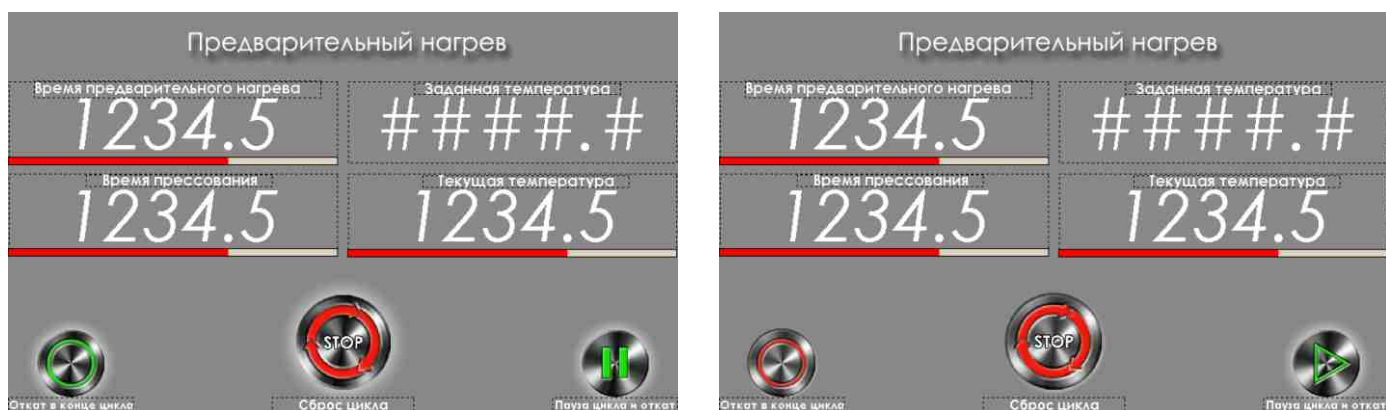 Предварительный нагрев
Время предварительного нагрева
1234.5
Заданная температура
####.#
Время прессования
1234.5
Текущая температура
1234.5
STOP
Откат в конце цикла
Сброс цикла
Пауза цикла и откат
Предварительный нагрев
Время предварительного нагрева
1234.5
Заданная температура
####.#
Время прессования
1234.5
Текущая температура
1234.5
STOP
Откат в конце цикла
Сброс цикла
Пауза цикла и откат